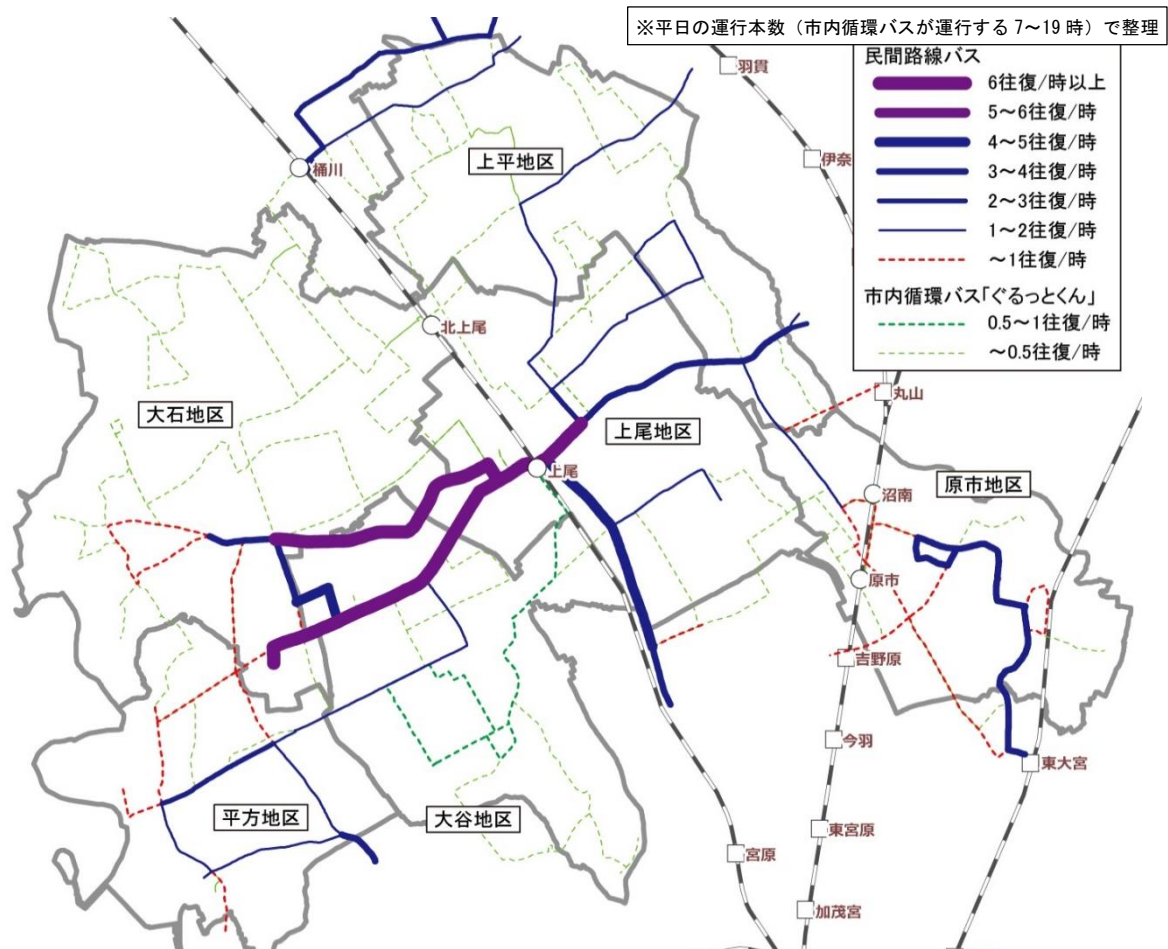 ※平日の運行本数（市内循環バスが運行する7～19時）で整理
民間路線バス
6往復/時以上
5～6往復/時
4～5往復/時
3～4往復/時
2～3往復/時
1～2往復/時
～1往復/時
市内循環バス「ぐるっとくん」
0.5～1往復/時
～0.5往復/時
羽貫
伊奈
桶川
上平地区
北上尾
丸山
大石地区
上尾地区
上尾
沼南
原市地区
原市
吉野原
今羽
東大宮
平方地区
大谷地区
東宮原
宮原
加茂宮